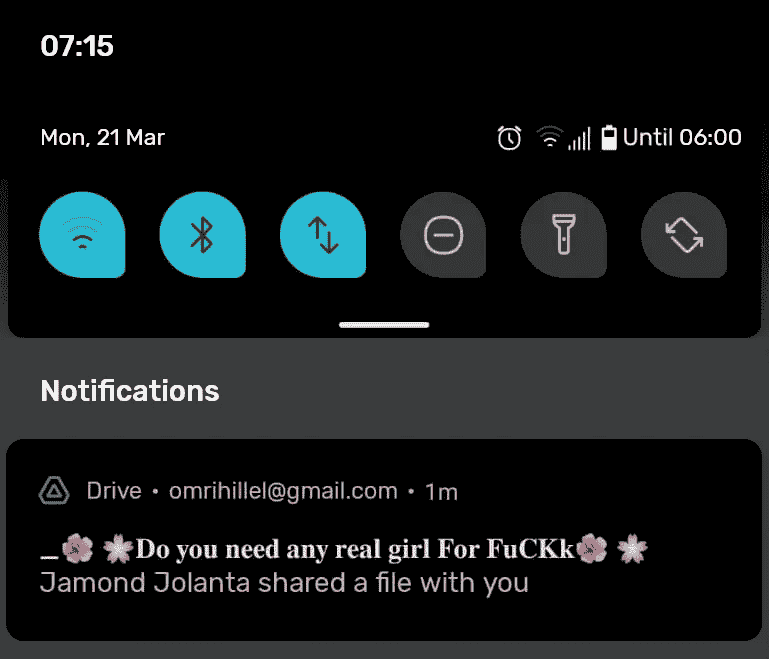 07:15
Mon, 21 Mar
Until 06:00
Notifications
Drive • omrihillel@gmail.com • 1m
_🌸 🌸𝐃𝐨 𝐲𝐨𝐮 𝐧𝐞𝐞𝐝 𝐚𝐧𝐲 𝐫𝐞𝐚𝐥 𝐠𝐢𝐫𝐥 𝐅𝐨𝐫 𝐅𝐮𝐂𝐊𝐤🌸 🌸
Jamond Jolanta shared a file with you